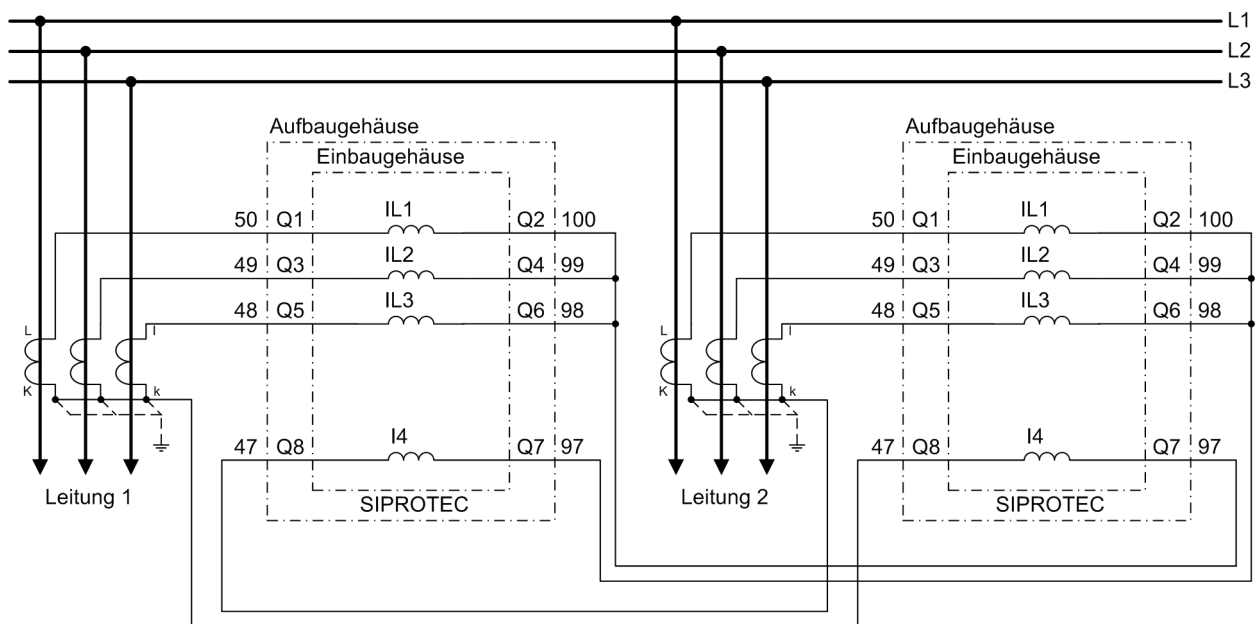 L1
L2
L3
Aufbaugehäuse
Aufbaugehäuse
Einbaugehäuse
Einbaugehäuse
50 Q1 IL1 Q2 100
50 Q1 IL1 Q2 100
49 Q3 IL2 Q4 99
49 Q3 IL2 Q4 99
48 Q5 IL3 Q6 98
48 Q5 IL3 Q6 98
L l
L l
K k
K k
47 Q8 I4 Q7 97
47 Q8 I4 Q7 97
Leitung 1
SIPROTEC
Leitung 2
SIPROTEC